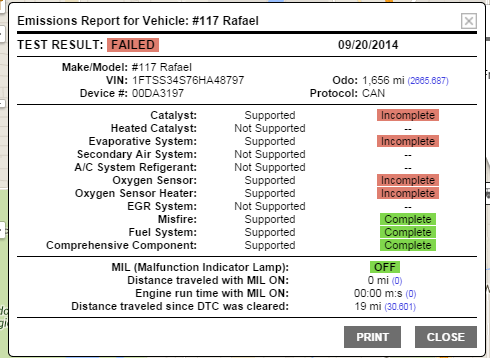 Emissions Report for Vehicle: #117 Rafael
TEST RESULT: FAILED 09/20/2014
Make/Model: #117 Rafael
VIN: 1FTSS34S76HA48797 Odo: 1,656 mi (2665.687)
Device #: 00DA3197 Protocol: CAN
Catalyst: Supported Incomplete
Heated Catalyst: Not Supported --
Evaporative System: Supported Incomplete
Secondary Air System: Not Supported --
A/C System Refigerant: Not Supported --
Oxygen Sensor: Supported Incomplete
Oxygen Sensor Heater: Supported Incomplete
EGR System: Not Supported --
Misfire: Supported Complete
Fuel System: Supported Complete
Comprehensive Component: Supported Complete
MIL (Malfunction Indicator Lamp): OFF
Distance traveled with MIL ON: 0 mi (0)
Engine run time with MIL ON: 00:00 m:s (0)
Distance traveled since DTC was cleared: 19 mi (30.601)
PRINT CLOSE